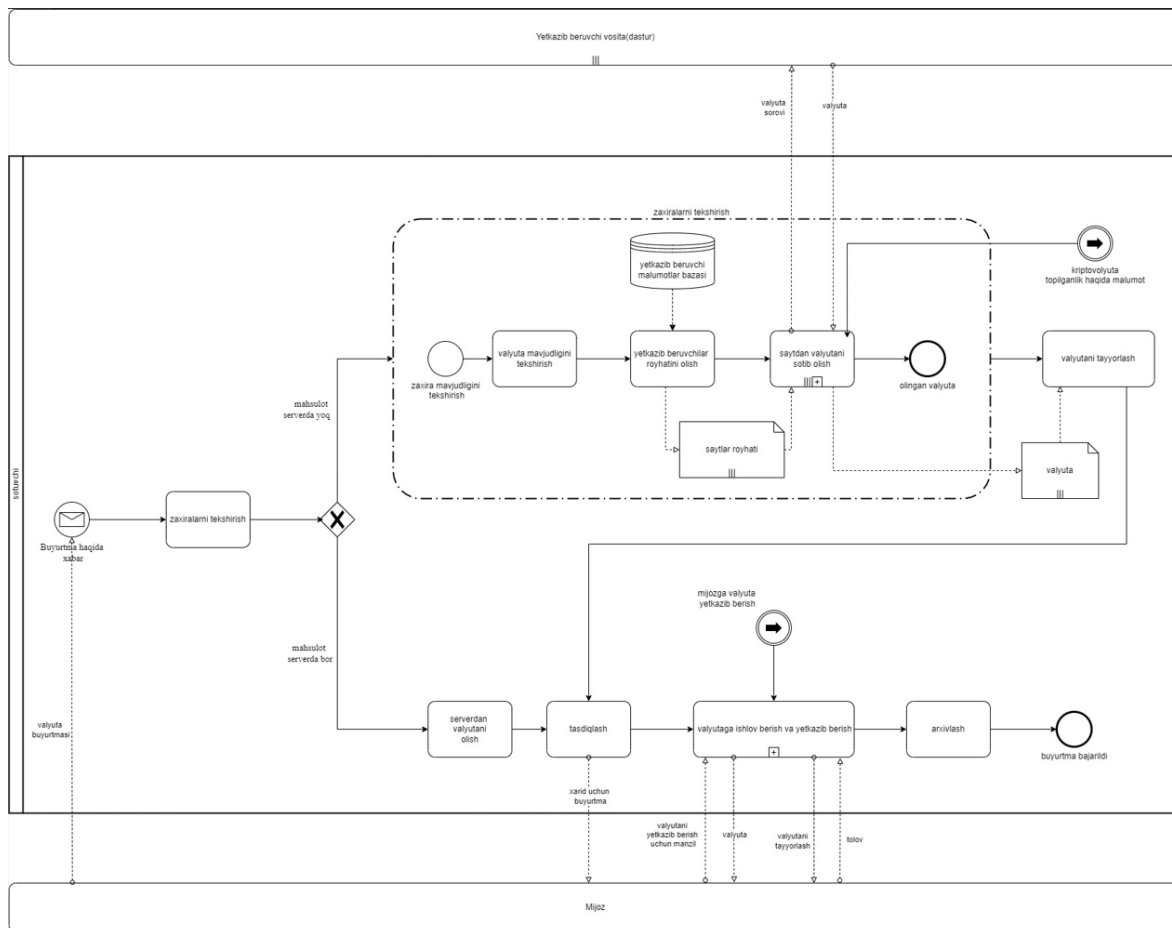 Yetkazib beruvchi vosita(dastur)
valyuta
sorovi
valyuta
sotuvchi
zaxiralarni tekshirish
yetkazib beruvchi
malumotlar bazasi
kriptovolyuta
topilganlik haqida malumot
zaxira mavjudligini
tekshirish
valyuta mavjudligini
tekshirish
yetkazib beruvchilar
royhatini olish
saytdan valyutani
sotib olish
olingan valyuta
valyutani tayyorlash
saytlar royhati
valyuta
mahsulot
serverda yoq
Buyurtma haqida
xabar
zaxiralarni tekshirish
mahsulot
serverda bor
mijozga valyuta
yetkazib berish
serverdan
valyutani
olish
tasdiqlash
valyutaga ishlov berish va yetkazib berish
arxivlash
buyurtma bajarildi
valyuta
buyurtmasi
xarid uchun
buyurtma
valyutani
yetkazib berish
uchun manzil
valyuta
valyutani
tayyorlash
tolov
Mijoz